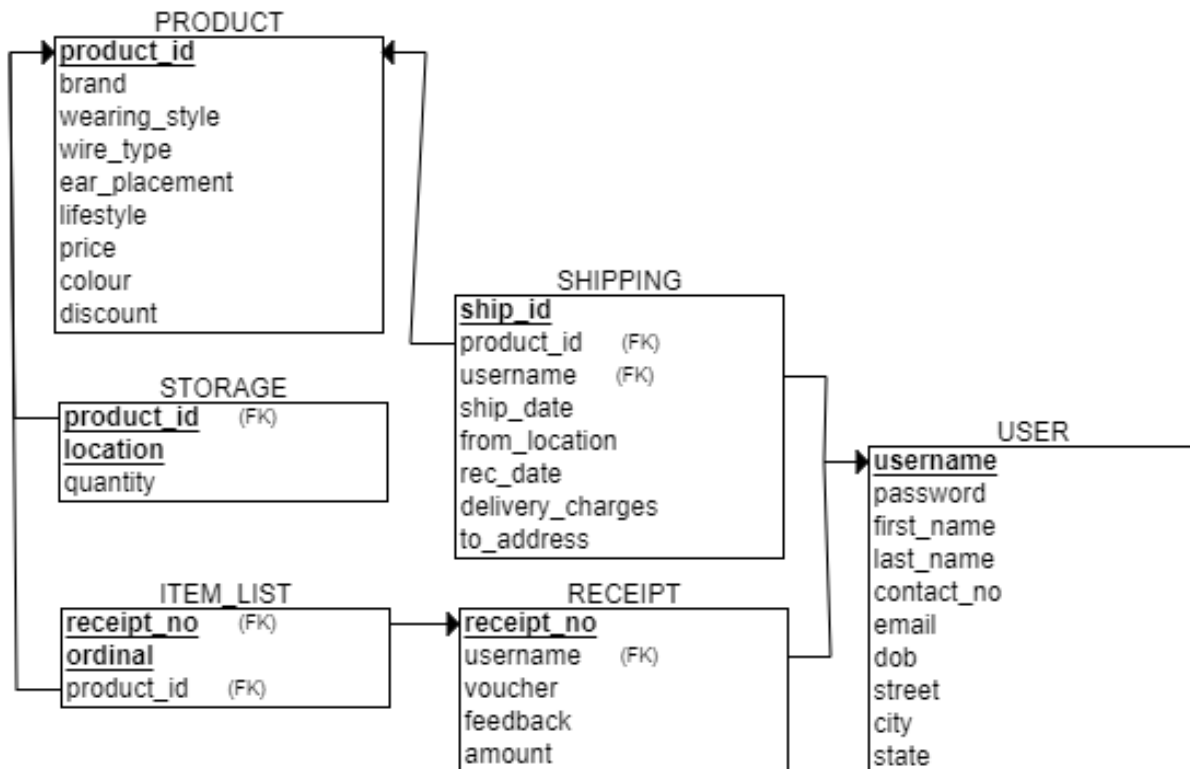 PRODUCT
product_id
brand
wearing_style
wire_type
ear_placement
lifestyle
price
colour
discount
STORAGE
product_id (FK)
location
quantity
ITEM_LIST
receipt_no (FK)
ordinal
product_id (FK)
SHIPPING
ship_id
product_id (FK)
username (FK)
ship_date
from_location
rec_date
delivery_charges
to_address
RECEIPT
receipt_no
username (FK)
voucher
feedback
amount
USER
username
password
first_name
last_name
contact_no
email
dob
street
city
state